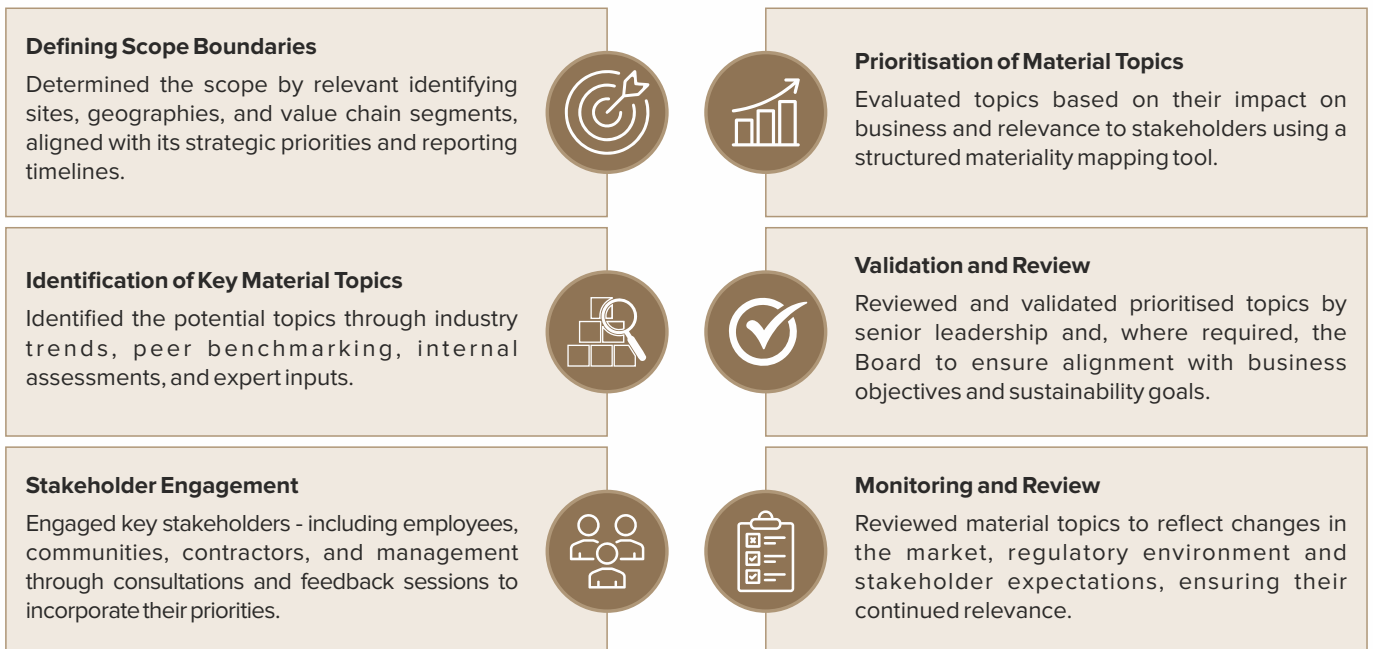 Defining Scope Boundaries
Determined the scope by relevant identifying
sites, geographies, and value chain segments,
aligned with its strategic priorities and reporting
timelines.
Identification of Key Material Topics
Identified the potential topics through industry
trends, peer benchmarking, internal
assessments, and expert inputs.
Stakeholder Engagement
Engaged key stakeholders - including employees,
communities, contractors, and management
through consultations and feedback sessions to
incorporate their priorities.
Prioritisation of Material Topics
Evaluated topics based on their impact on
business and relevance to stakeholders using a
structured materiality mapping tool.
Validation and Review
Reviewed and validated prioritised topics by
senior leadership and, where required, the
Board to ensure alignment with business
objectives and sustainability goals.
Monitoring and Review
Reviewed material topics to reflect changes in
the market, regulatory environment and
stakeholder expectations, ensuring their
continued relevance.